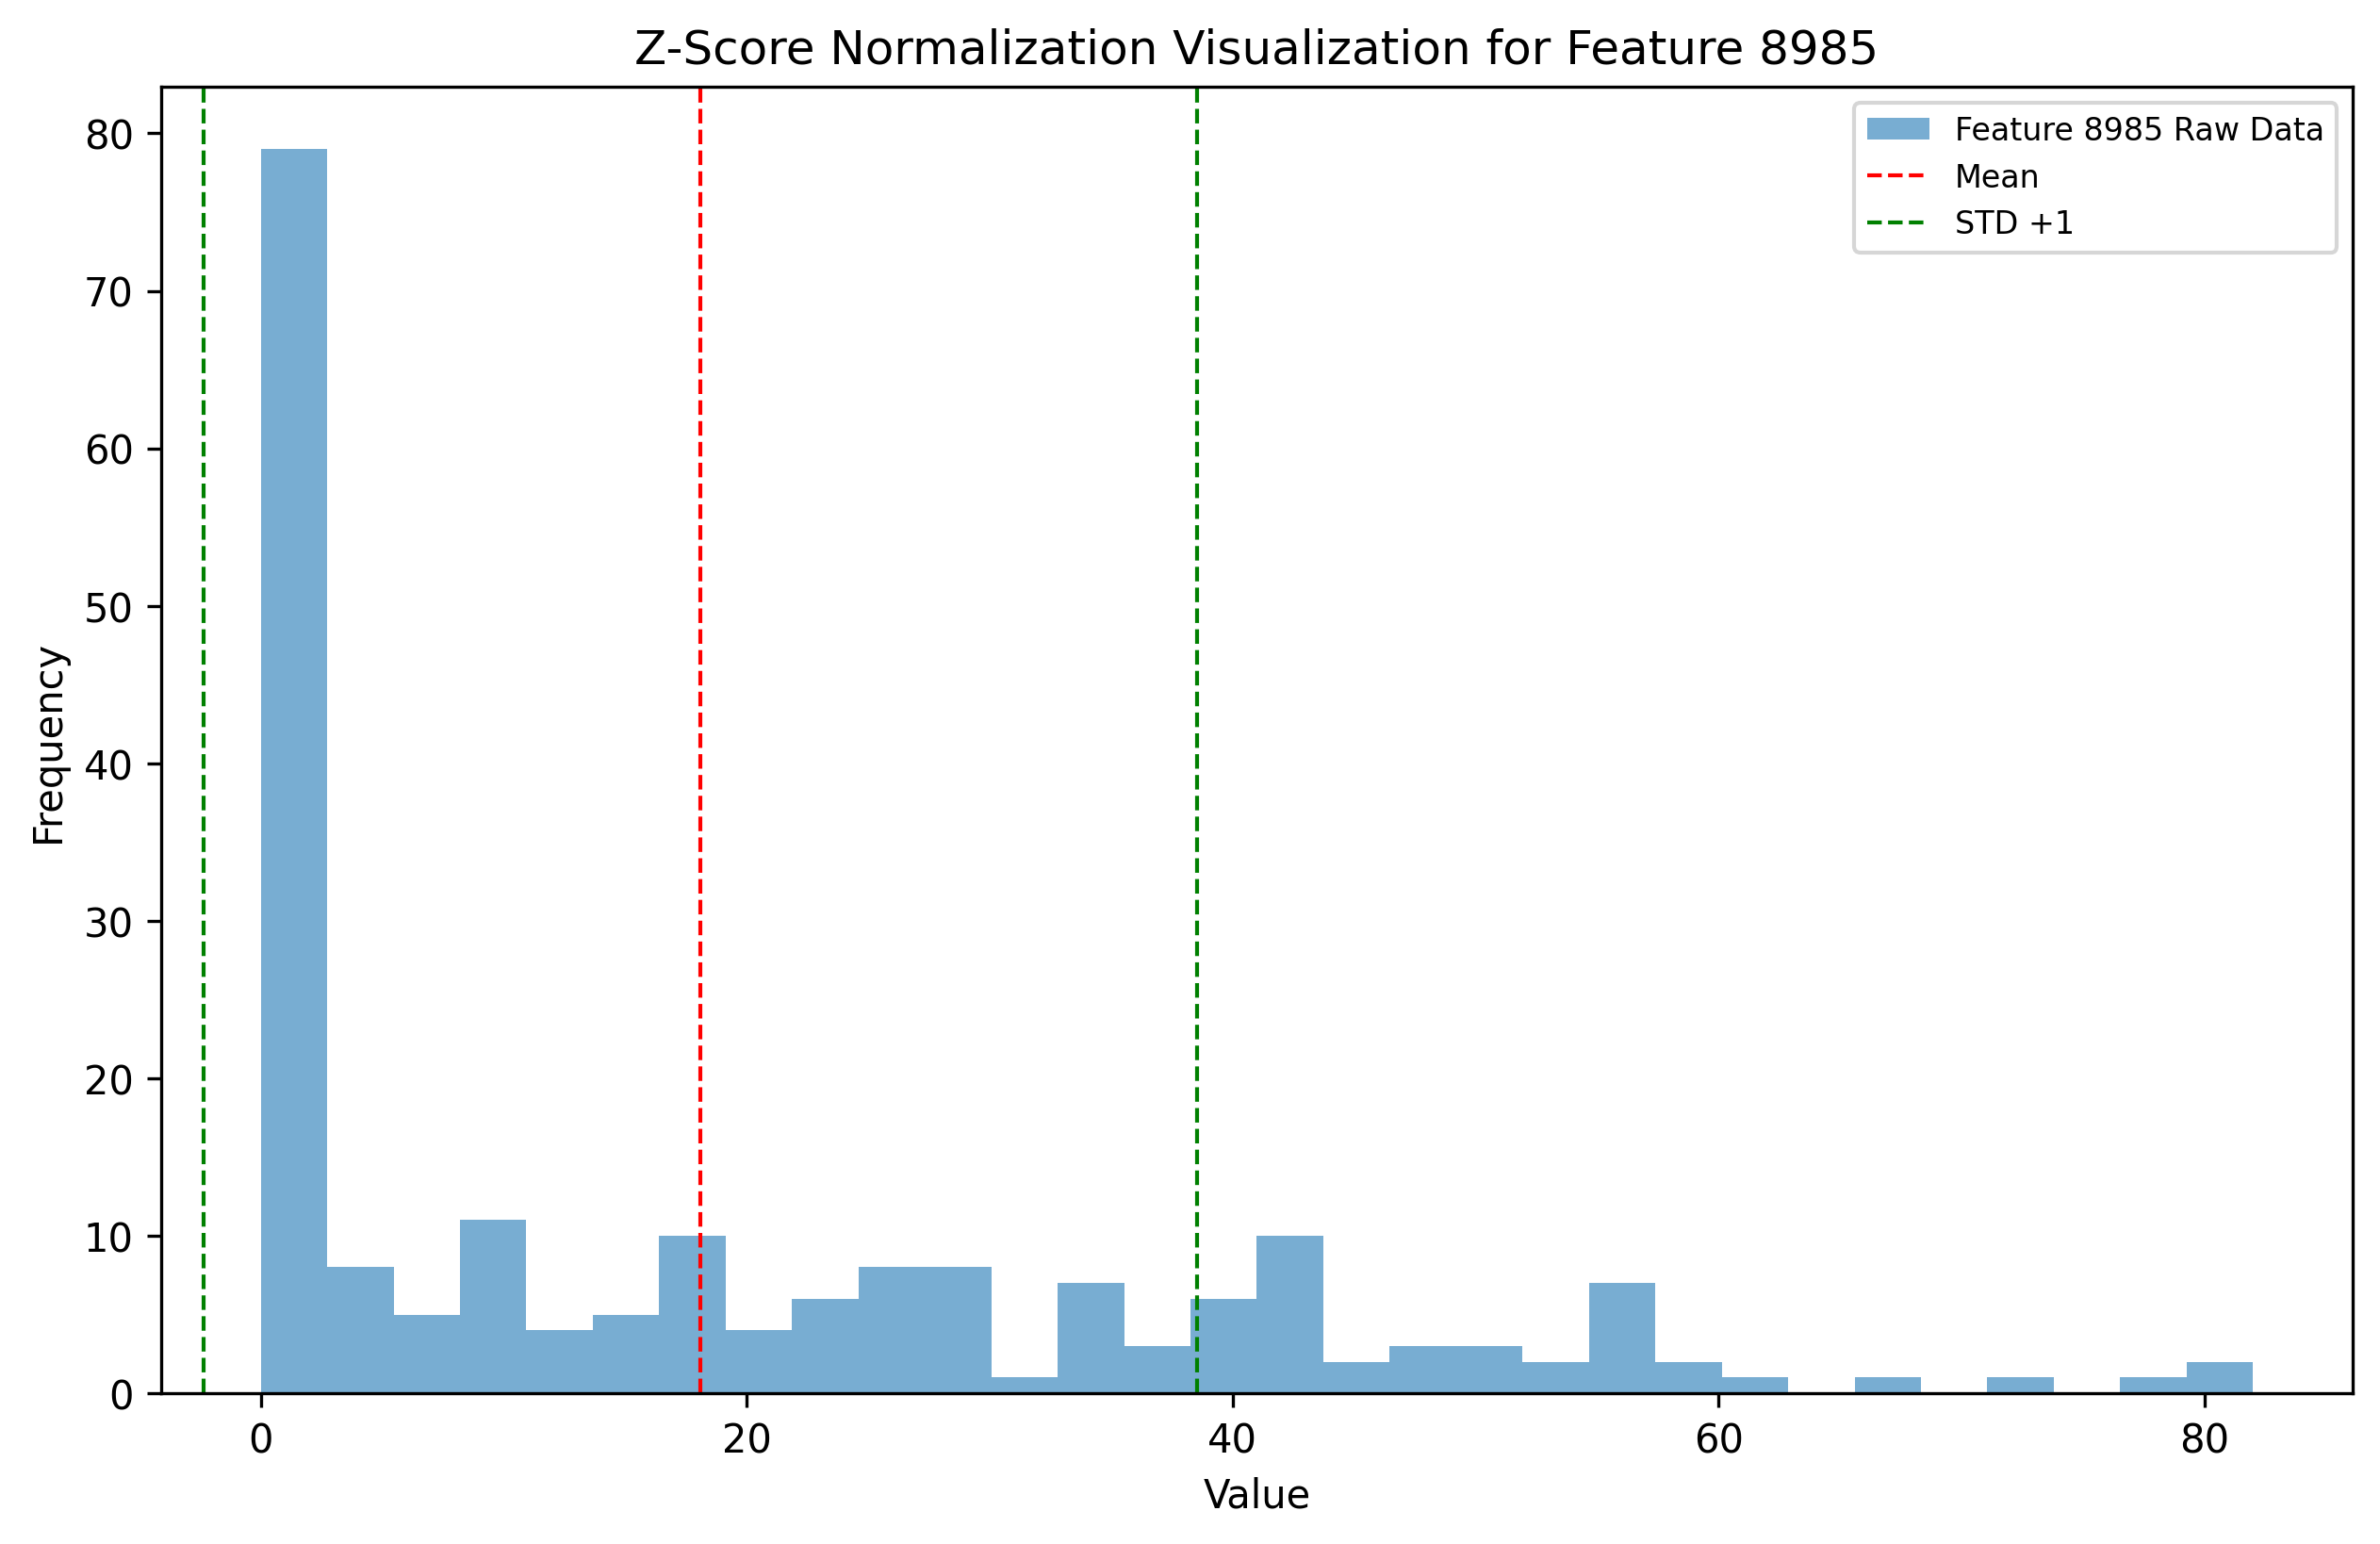 Z-Score Normalization Visualization for Feature 8985
Feature 8985 Raw Data
Mean
STD +1
80
70
60
50
40
30
20
10
0
Frequency
0 20 40 60 80
Value